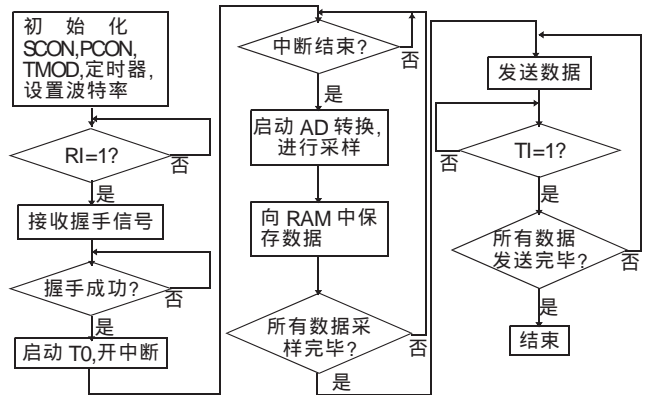 初始化
SCON,PCON,
TMOD,定时器,
设置波特率
RI=1?
否
是
接收握手信号
握手成功?
否
是
启动 T0,开中断
中断结束?
否
是
启动 AD 转换,
进行采样
向 RAM 中保
存数据
所有数据采
样完毕?
否
是
发送数据
TI=1?
否
是
所有数据
发送完毕?
否
是
结束